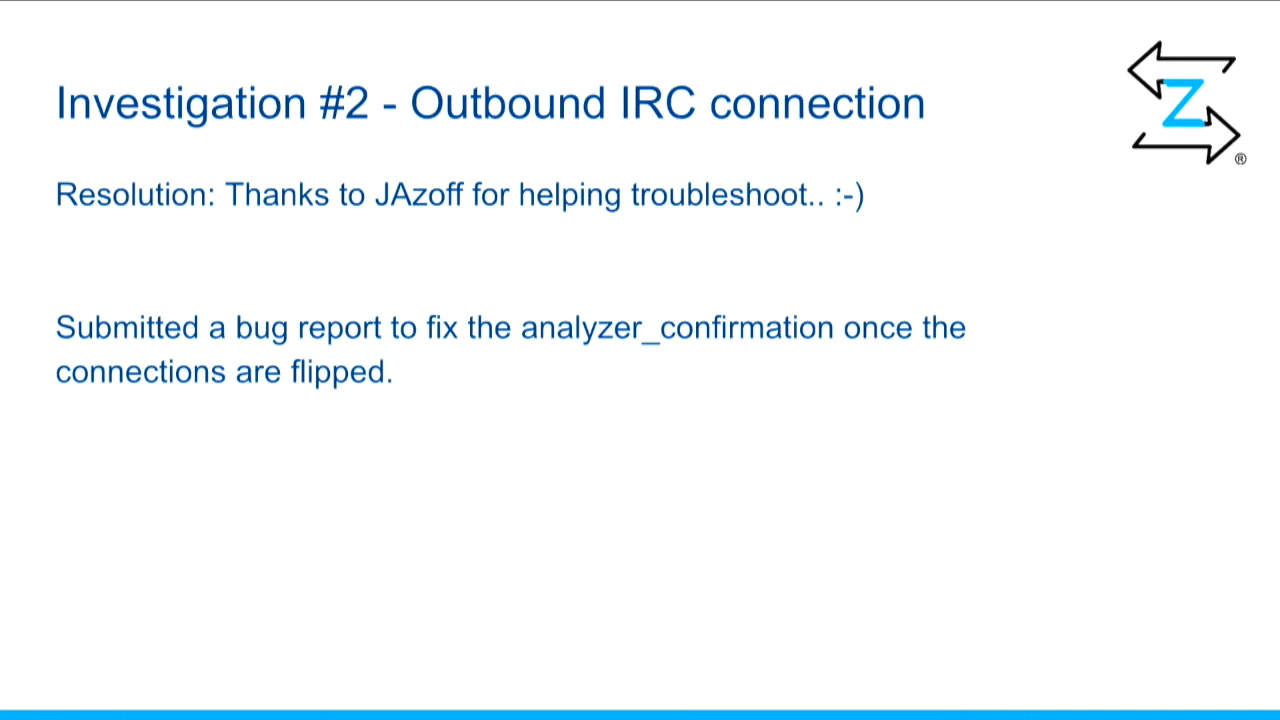 Investigation #2 - Outbound IRC connection
Z
®
Resolution: Thanks to JAzoff for helping troubleshoot.. :-)
Submitted a bug report to fix the analyzer_confirmation once the
connections are flipped.